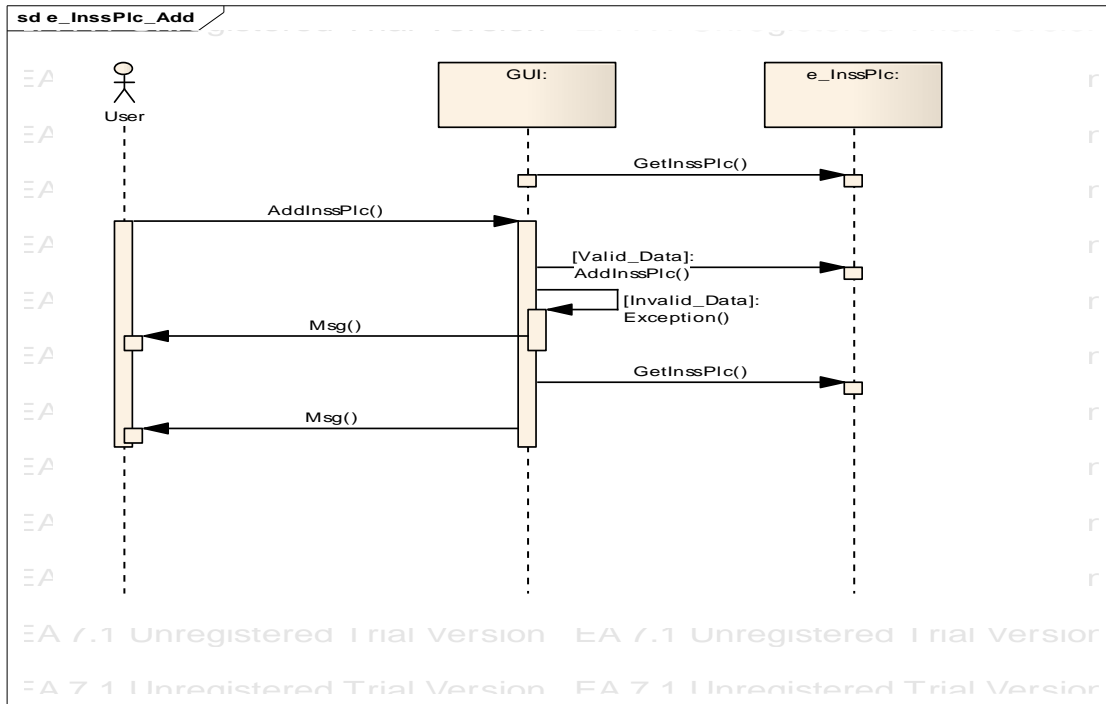 sd e_InssPlc_Add
User
GUI:
e_InssPlc:
GetInssPlc()
AddInssPlc()
[Valid_Data]:
AddInssPlc()
[Invalid_Data]:
Exception()
Msg()
GetInssPlc()
Msg()
EA 7.1 Unregistered Trial Version EA 7.1 Unregistered Trial Version
EA 7.1 Unregistered Trial Version EA 7.1 Unregistered Trial Version